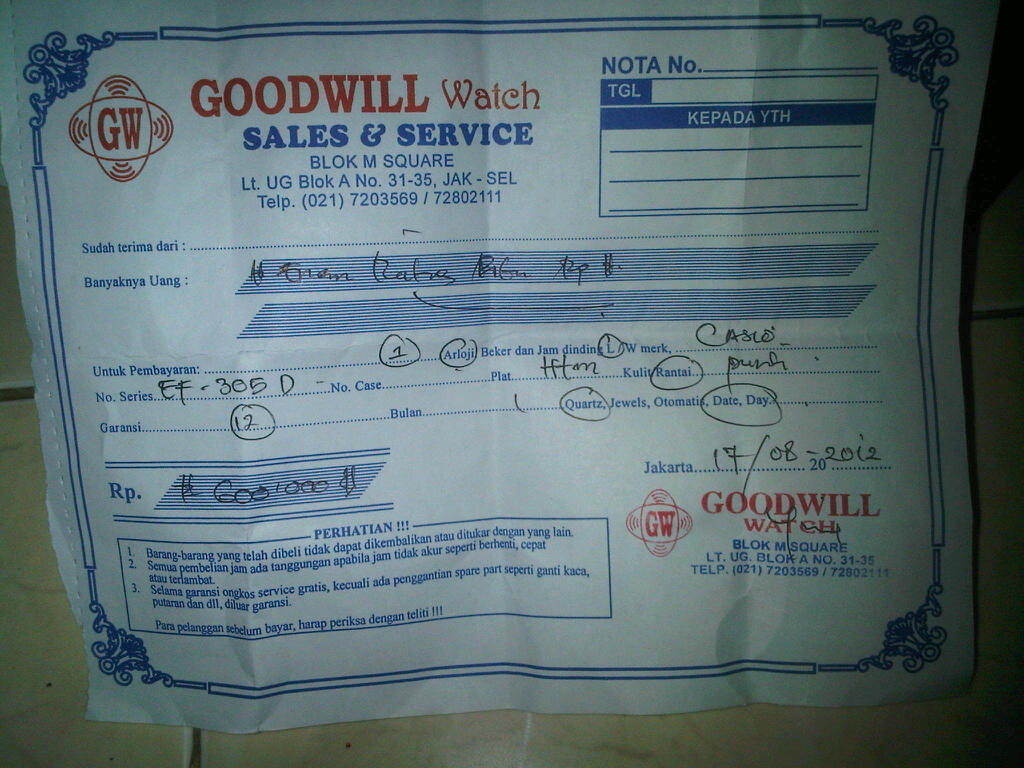 GW
GOODWILL Watch
SALES & SERVICE
BLOK M SQUARE
Lt. UG Blok A No. 31-35, JAK - SEL
Telp. (021) 7203569 / 72802111
NOTA No.
TGL
KEPADA YTH
Sudah terima dari :
Banyaknya Uang : # Enam Ratus Ribu Rp #.
Untuk Pembayaran: 1 Arloji Beker dan Jam dinding L/W merk, CASIO
No. Series EF - 305 D - No. Case Plat Htm Kulit Rantai putih
Garansi 12 Bulan Quartz, Jewels, Otomatis, Date, Day.
Jakarta 17/08-2012 20
Rp. # 600.000 #
GW
GOODWILL
WATCH
BLOK M SQUARE
LT. UG. BLOK A NO. 31-35
TELP. (021) 7203569 / 72802111
PERHATIAN !!!
1. Barang-barang yang telah dibeli tidak dapat dikembalikan atau ditukar dengan yang lain.
2. Semua pembelian jam ada tanggungan apabila jam tidak akur seperti berhenti, cepat
atau terlambat.
3. Selama garansi ongkos service gratis, kecuali ada penggantian spare part seperti ganti kaca,
putaran dan dll, diluar garansi.
Para pelanggan sebelum bayar, harap periksa dengan teliti !!!